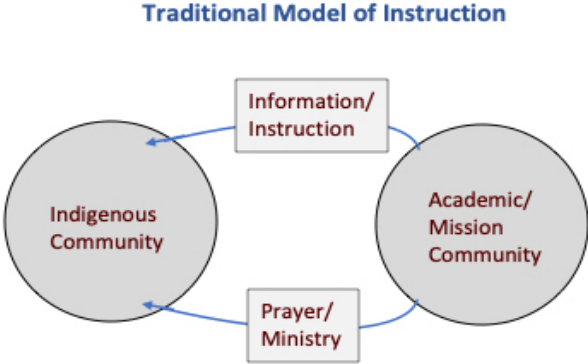 Traditional Model of Instruction
Information/
Instruction
Indigenous
Community
Academic/
Mission
Community
Prayer/
Ministry